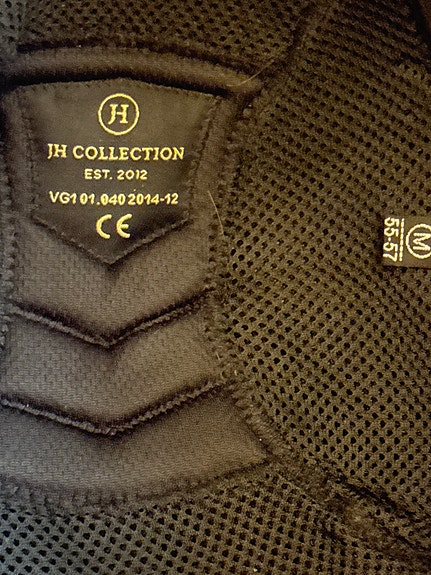 JH
JH COLLECTION
EST. 2012
VG1 01.040 2014-12
CE
M
55-57